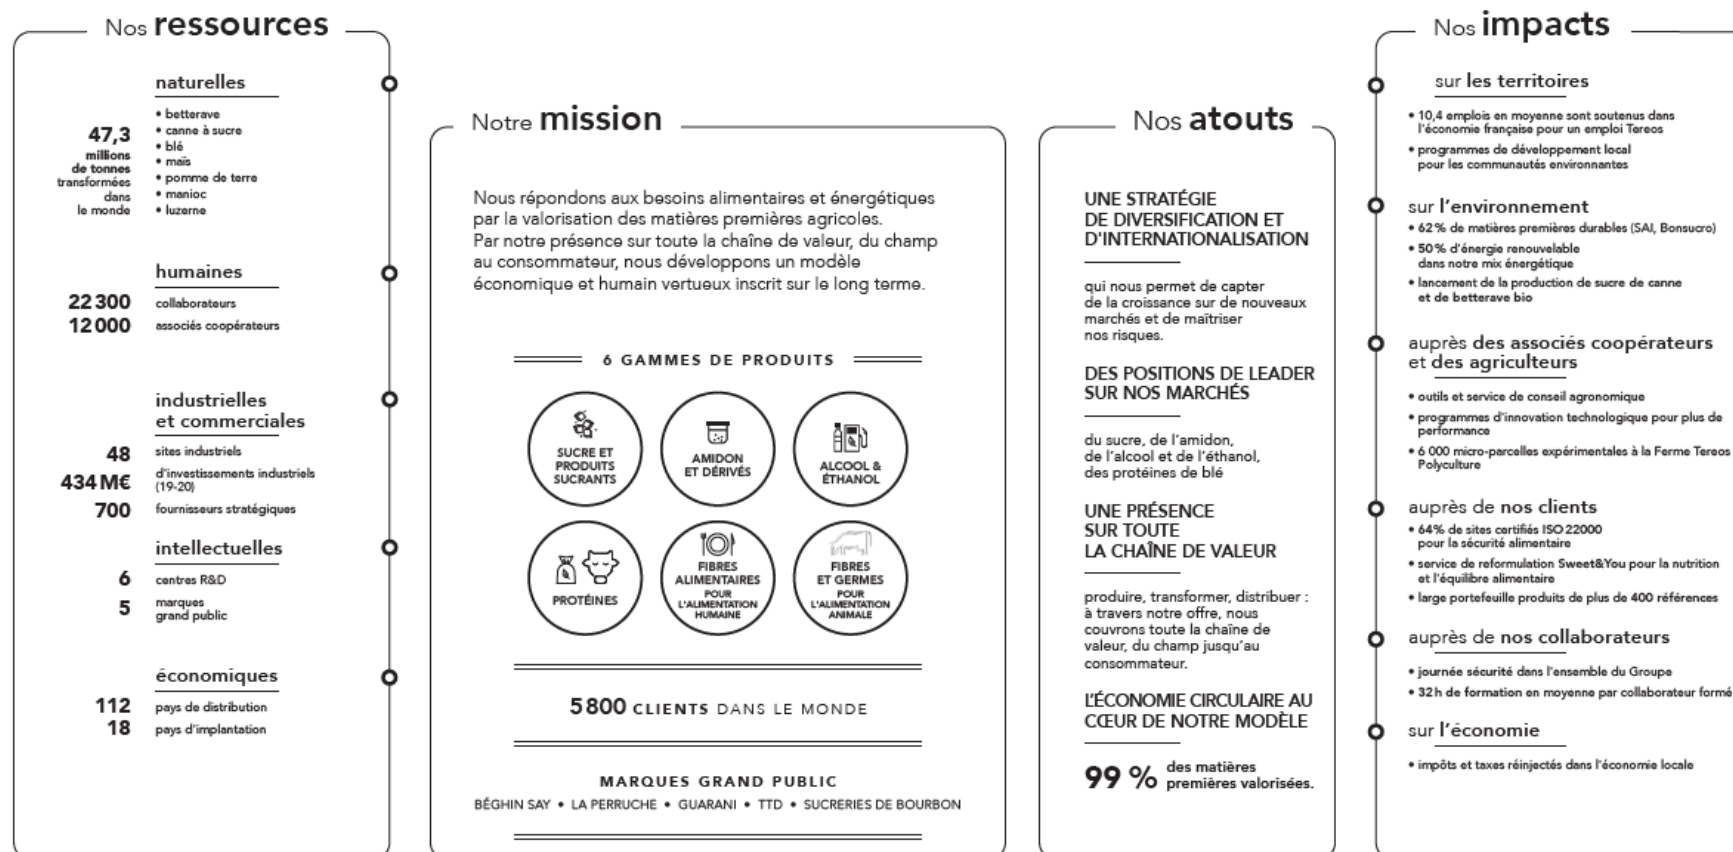 Nos ressources
naturelles
47,3
millions
de tonnes
transformées
dans
le monde
• betterave
• canne à sucre
• blé
• maïs
• pomme de terre
• manioc
• luzerne
humaines
22 300 collaborateurs
12 000 associés coopérateurs
industrielles
et commerciales
48 sites industriels
434 M€ d'investissements industriels
(19-20)
700 fournisseurs stratégiques
intellectuelles
6 centres R&D
5 marques
grand public
économiques
112 pays de distribution
18 pays d'implantation
Notre mission
Nous répondons aux besoins alimentaires et énergétiques
par la valorisation des matières premières agricoles.
Par notre présence sur toute la chaîne de valeur, du champ
au consommateur, nous développons un modèle
économique et humain vertueux inscrit sur le long terme.
6 GAMMES DE PRODUITS
SUCRE ET
PRODUITS
SUCRANTS
AMIDON
ET DÉRIVÉS
ALCOOL &
ÉTHANOL
PROTÉINES
FIBRES
ALIMENTAIRES
POUR
L'ALIMENTATION
HUMAINE
FIBRES
ET GERMES
POUR
L'ALIMENTATION
ANIMALE
5 800 CLIENTS DANS LE MONDE
MARQUES GRAND PUBLIC
BÉGHIN SAY • LA PERRUCHE • GUARANI • TTD • SUCRERIES DE BOURBON
Nos atouts
UNE STRATÉGIE
DE DIVERSIFICATION ET
D'INTERNATIONALISATION
qui nous permet de capter
de la croissance sur de nouveaux
marchés et de maîtriser
nos risques.
DES POSITIONS DE LEADER
SUR NOS MARCHÉS
du sucre, de l'amidon,
de l'alcool et de l'éthanol,
des protéines de blé
UNE PRÉSENCE
SUR TOUTE
LA CHAÎNE DE VALEUR
produire, transformer, distribuer :
à travers notre offre, nous
couvrons toute la chaîne de
valeur, du champ jusqu'au
consommateur.
L'ÉCONOMIE CIRCULAIRE AU
CŒUR DE NOTRE MODÈLE
99 % des matières
premières valorisées.
Nos impacts
sur les territoires
• 10,4 emplois en moyenne sont soutenus dans
l'économie française pour un emploi Tereos
• programmes de développement local
pour les communautés environnantes
sur l'environnement
• 62 % de matières premières durables (SAI, Bonsucro)
• 50 % d'énergie renouvelable
dans notre mix énergétique
• lancement de la production de sucre de canne
et de betterave bio
auprès des associés coopérateurs
et des agriculteurs
• outils et service de conseil agronomique
• programmes d'innovation technologique pour plus de
performance
• 6 000 micro-parcelles expérimentales à la Ferme Tereos
Polyculture
auprès de nos clients
• 64% de sites certifiés ISO 22000
pour la sécurité alimentaire
• service de reformulation Sweet&You pour la nutrition
et l'équilibre alimentaire
• large portefeuille produits de plus de 400 références
auprès de nos collaborateurs
• journée sécurité dans l'ensemble du Groupe
• 32 h de formation en moyenne par collaborateur formé
sur l'économie
• impôts et taxes réinjectés dans l'économie locale